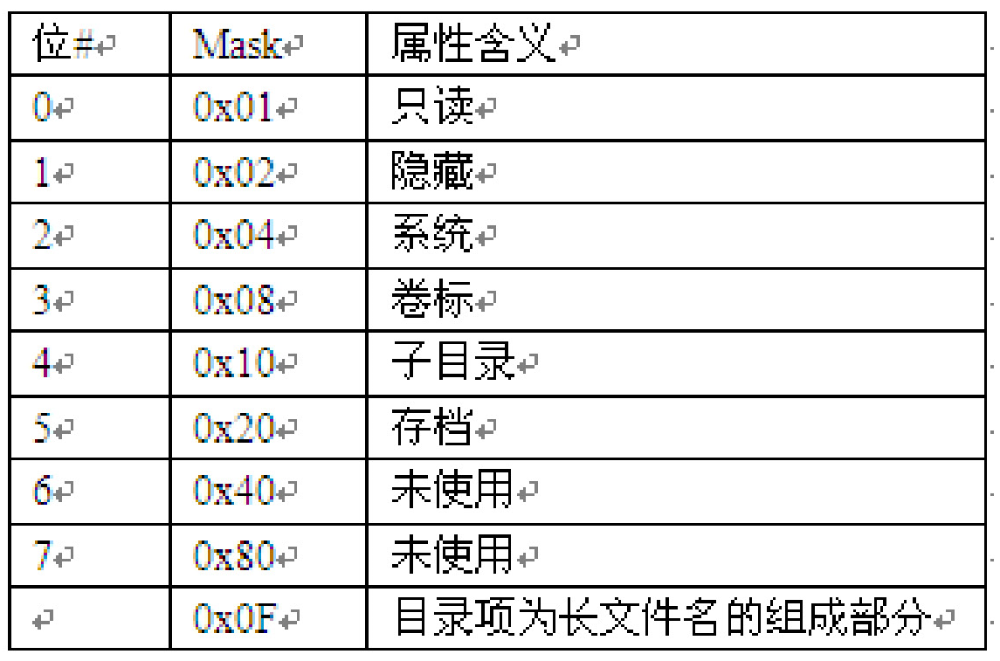 位# Mask 属性含义
0 0x01 只读
1 0x02 隐藏
2 0x04 系统
3 0x08 卷标
4 0x10 子目录
5 0x20 存档
6 0x40 未使用
7 0x80 未使用
0x0F 目录项为长文件名的组成部分